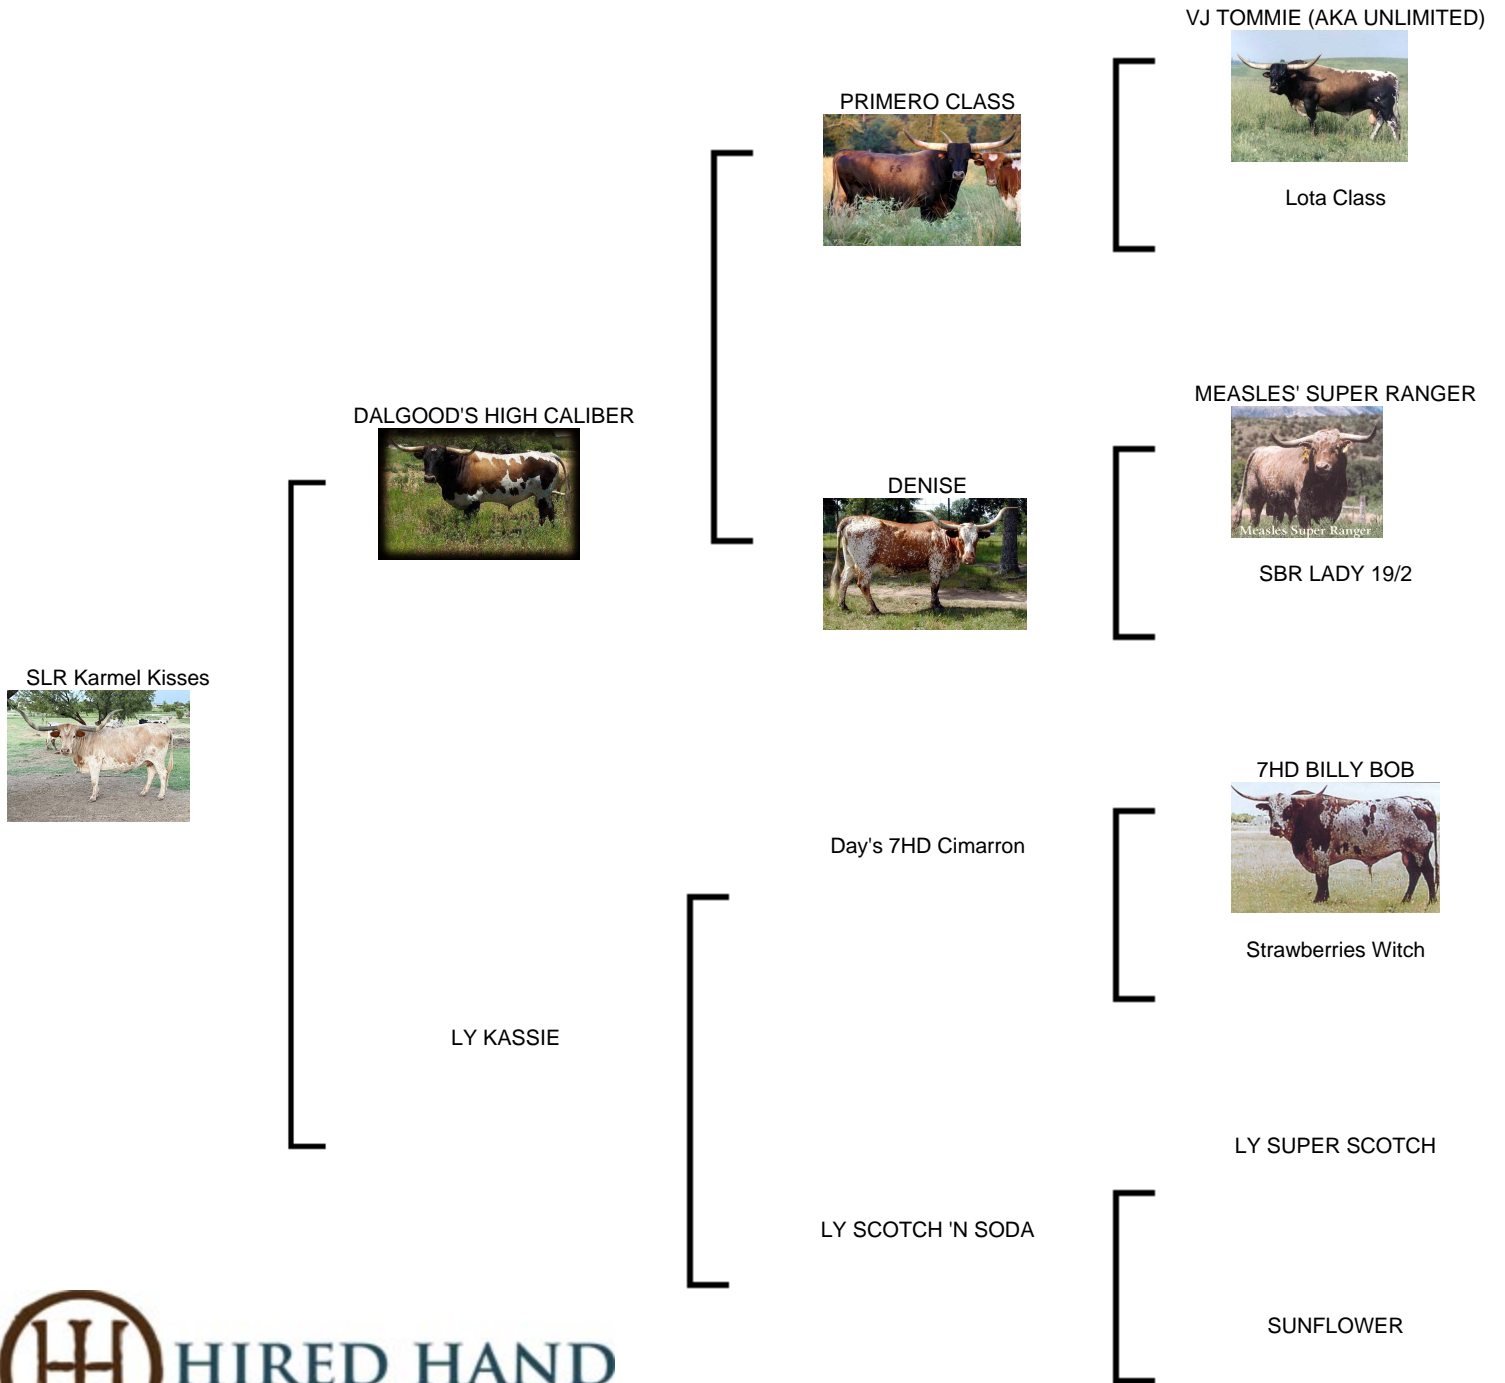 VJ TOMMIE (AKA UNLIMITED)
PRIMERO CLASS
Lota Class
DALGOOD'S HIGH CALIBER
MEASLES' SUPER RANGER
DENISE
Measles Super Ranger
SBR LADY 19/2
SLR Karmel Kisses
7HD BILLY BOB
Day's 7HD Cimarron
Strawberries Witch
LY KASSIE
LY SUPER SCOTCH
LY SCOTCH 'N SODA
SUNFLOWER
HIRED HAND